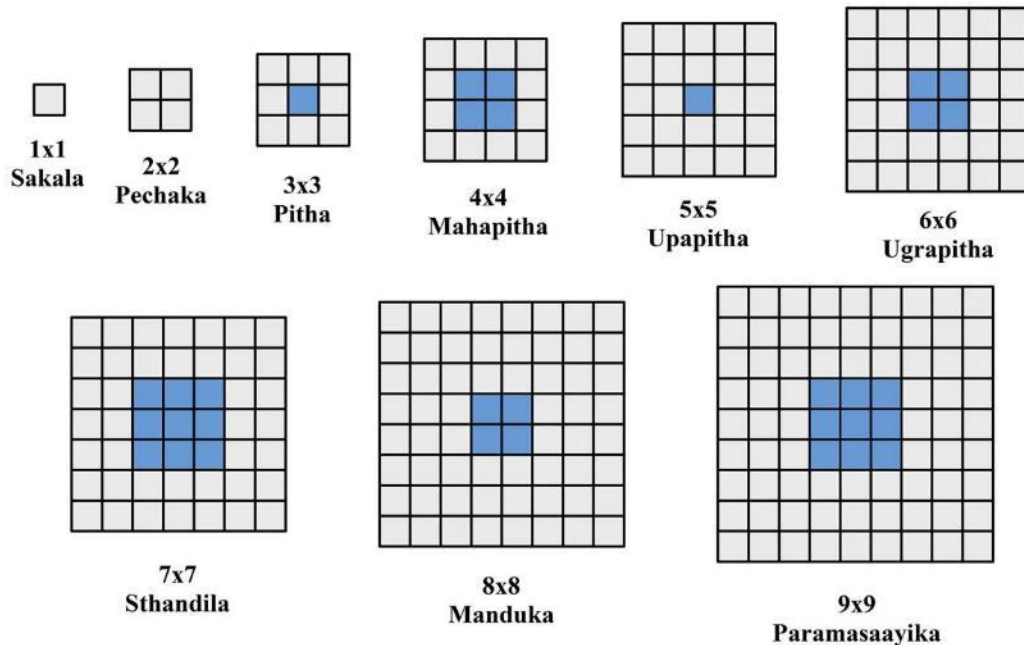 1x1
Sakala
2x2
Pechaka
3x3
Pitha
4x4
Mahapitha
5x5
Upapitha
6x6
Ugrapitha
7x7
Sthandila
8x8
Manduka
9x9
Paramasaayika